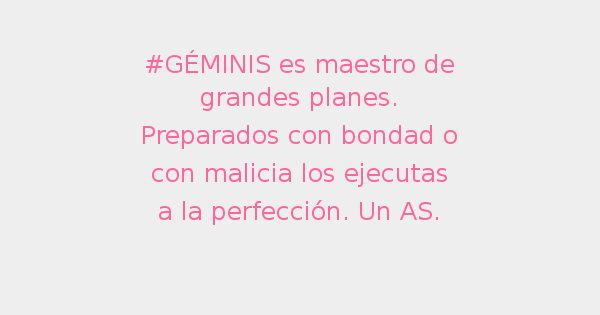 #GÉMINIS es maestro de
grandes planes.
Preparados con bondad o
con malicia los ejecutas
a la perfección. Un AS.